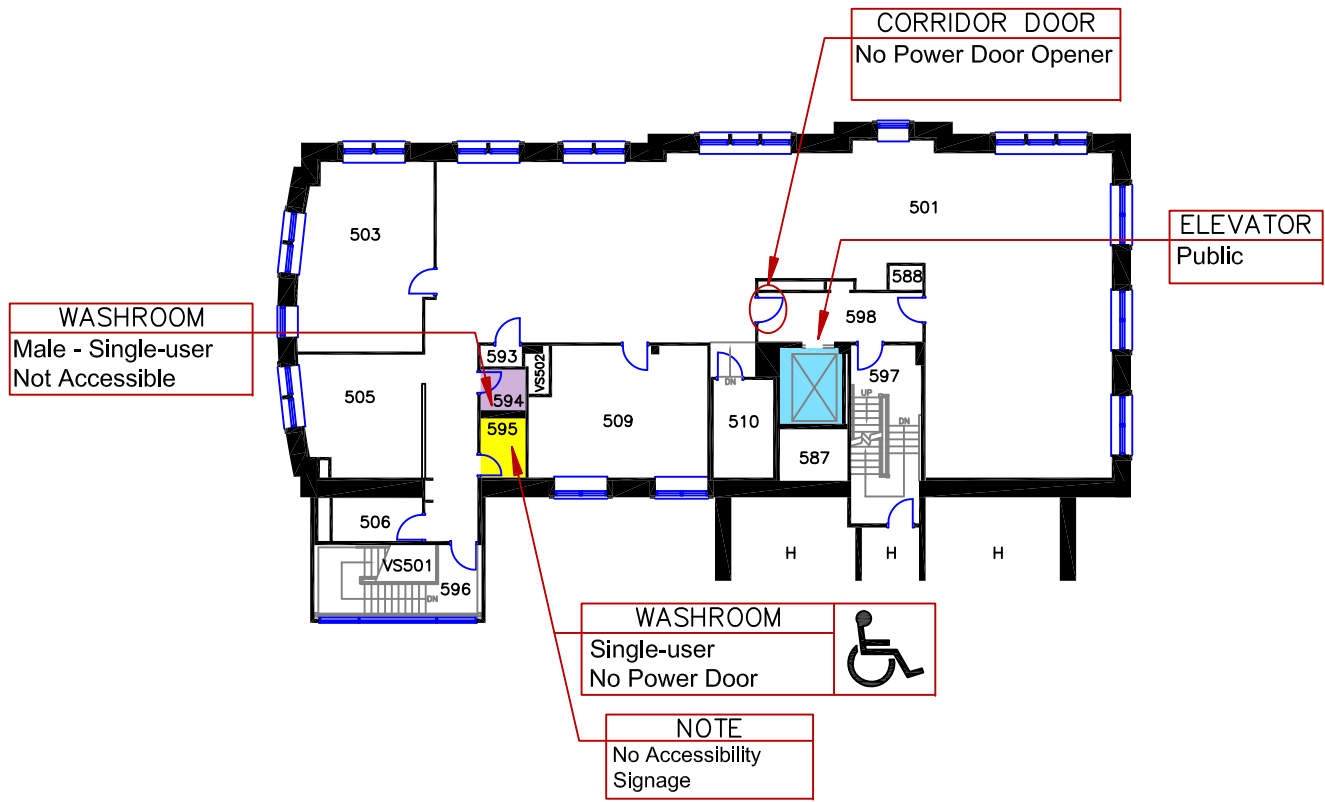 CORRIDOR DOOR
No Power Door Opener
501
503
ELEVATOR
Public
588
WASHROOM
Male - Single-user
Not Accessible
598
593
VS502
597
505
594
DN
UP
595
509
510
DN
587
506
H
H
H
VS501
596
DN
WASHROOM
Single-user
No Power Door
NOTE
No Accessibility
Signage